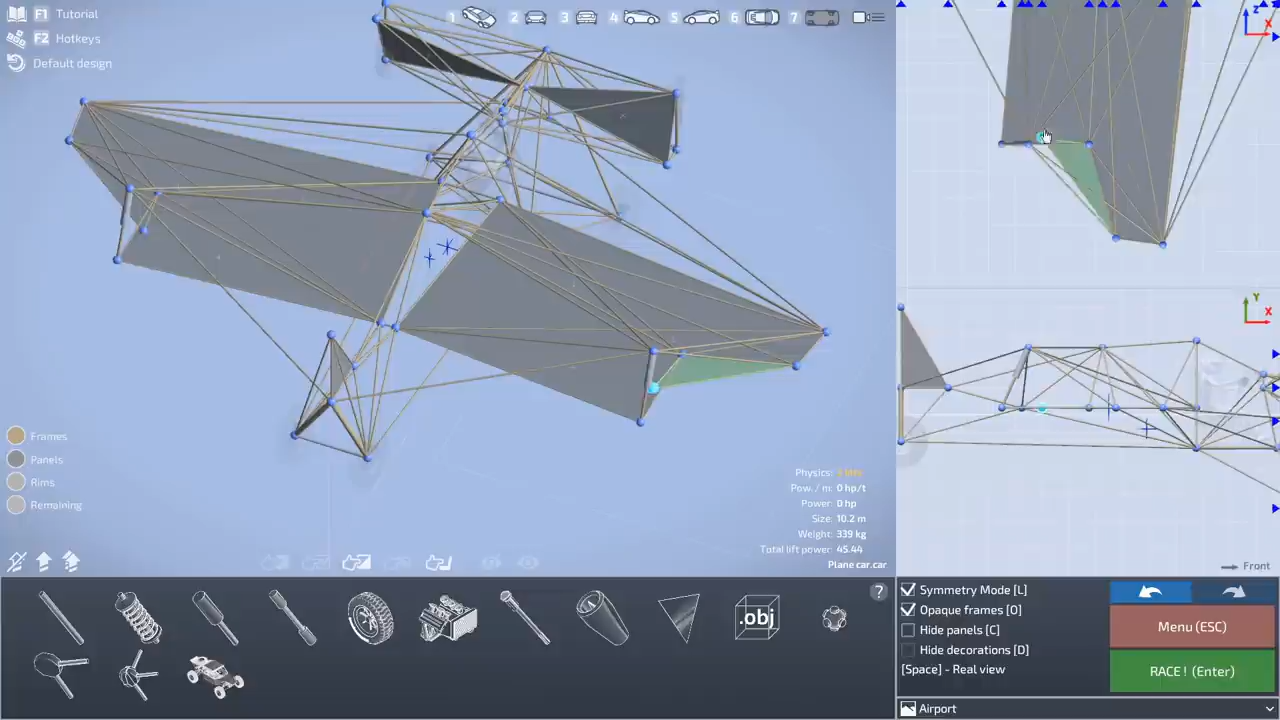 F1 Tutorial
F2 Hotkeys
Default design
1 2 3 4 5 6 7
Frames
Panels
Rims
Remaining
Physics:
Pow. / m: 0 hp/t
Power: 0 hp
Size: 10.2 m
Weight: 339 kg
Total lift power: 45.44
Plane car.car
Z
X
Y
X
Front
?
.obj
Symmetry Mode [L]
Opaque frames [O]
Hide panels [C]
Hide decorations [D]
[Space] - Real view
Menu (ESC)
RACE! (Enter)
Airport